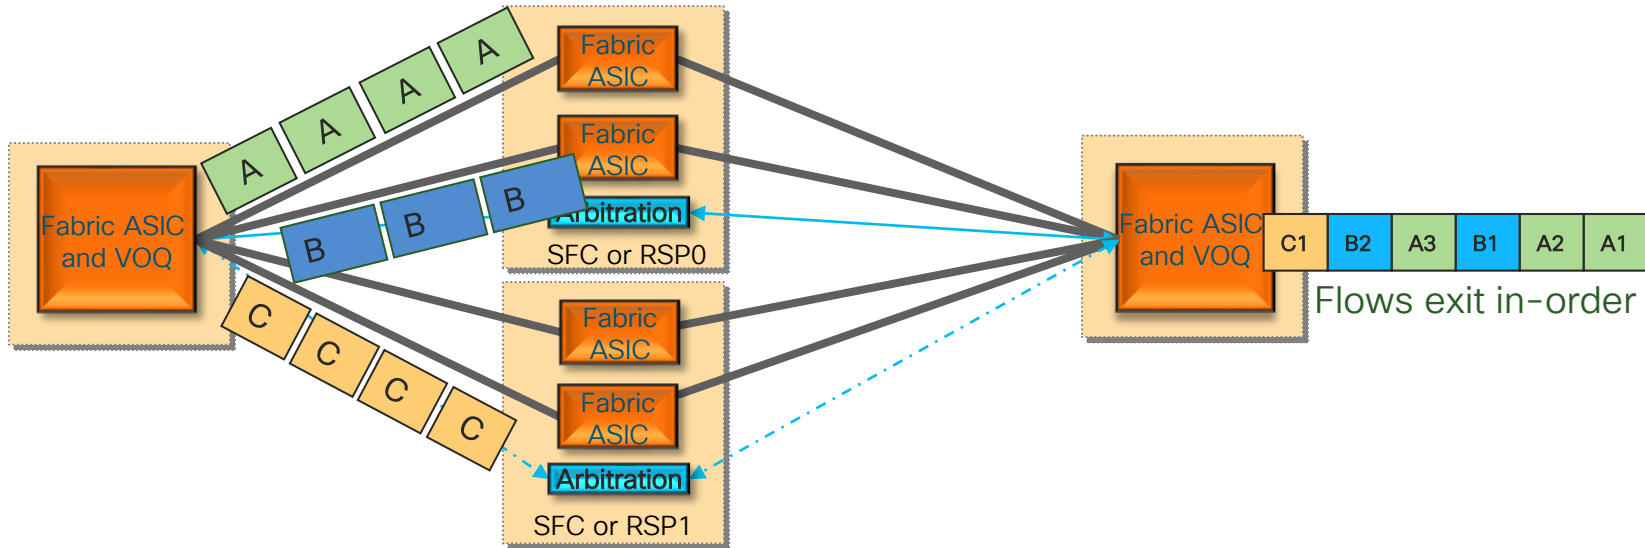 Fabric ASIC
and VOQ
A
A
A
A
B
B
B
C
C
C
C
Fabric
ASIC
Fabric
ASIC
Arbitration
SFC or RSP0
Fabric
ASIC
Fabric
ASIC
Arbitration
SFC or RSP1
Fabric ASIC
and VOQ
C1 B2 A3 B1 A2 A1
Flows exit in-order